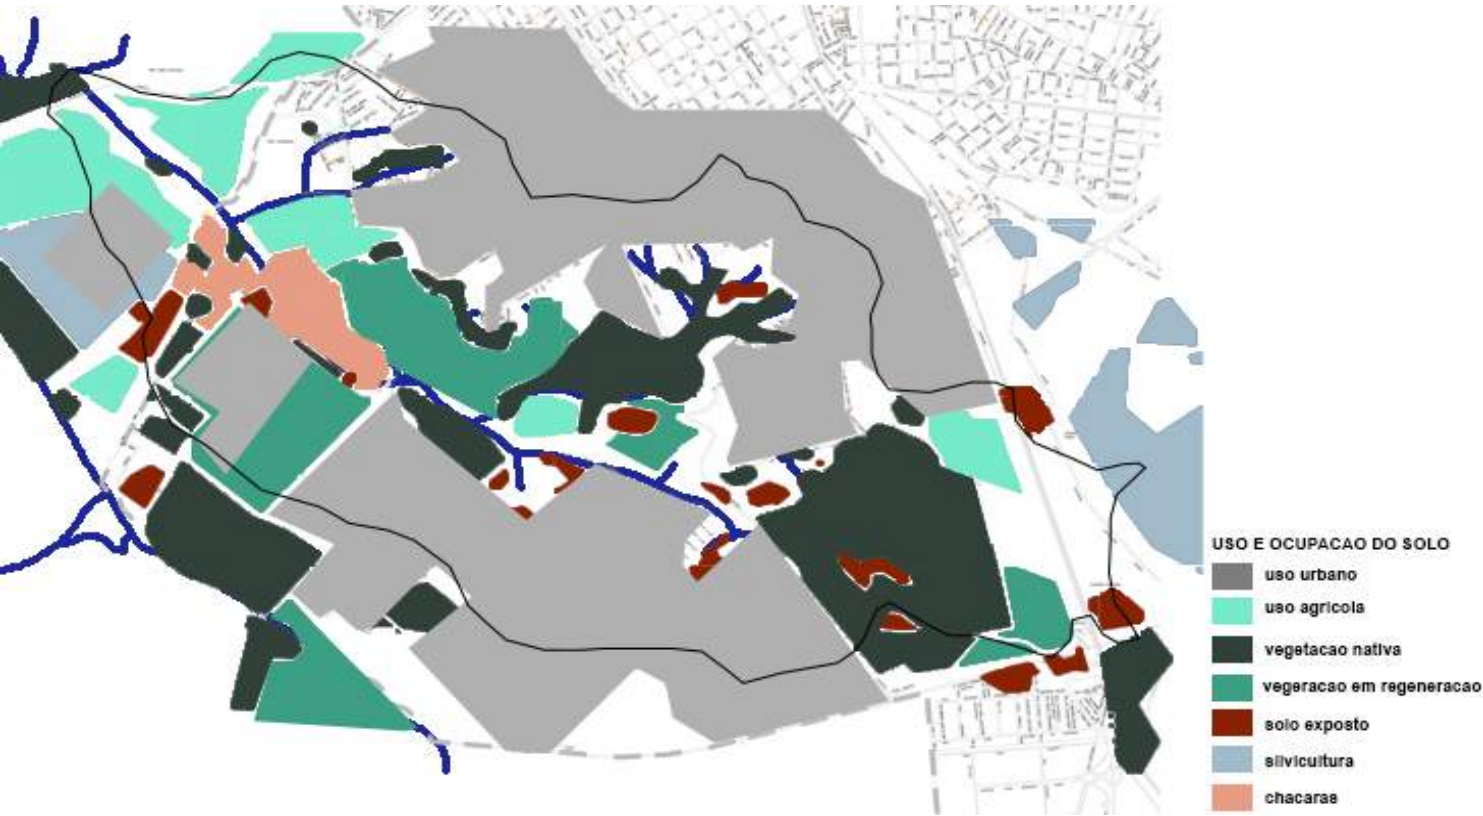 USO E OCUPACAO DO SOLO
uso urbano
uso agricola
vegetacao nativa
vegeracao em regeneracao
solo exposto
silvicultura
chacaras